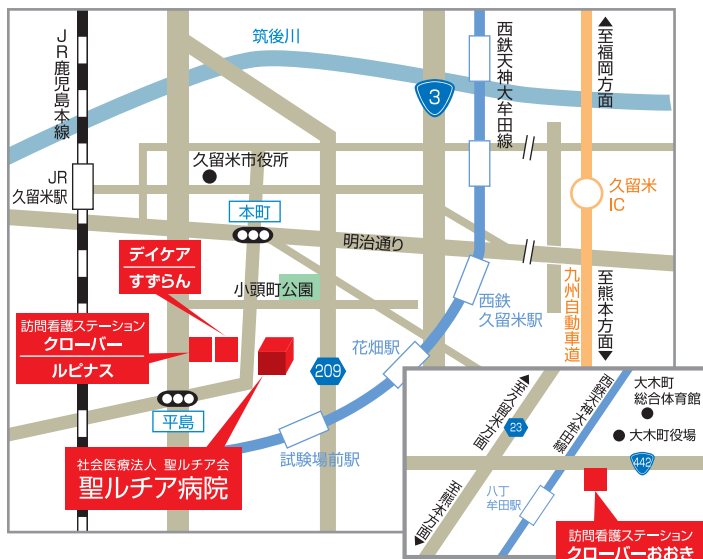 JR鹿児島本線
筑後川
3
西鉄天神大牟田線
至福岡方面
久留米市役所
JR
久留米駅
久留米
IC
本町
明治通り
デイケア
すずらん
小頭町公園
九州自動車道
至熊本方面
西鉄
久留米駅
訪問看護ステーション
クローバー
ルピナス
花畑駅
209
平島
試験場前駅
社会医療法人 聖ルチア会
聖ルチア病院
至久留米方面
23
西鉄天神大牟田線
大木町
総合体育館
大木町役場
442
至熊本方面
八丁
牟田駅
訪問看護ステーション
クローバーおおき